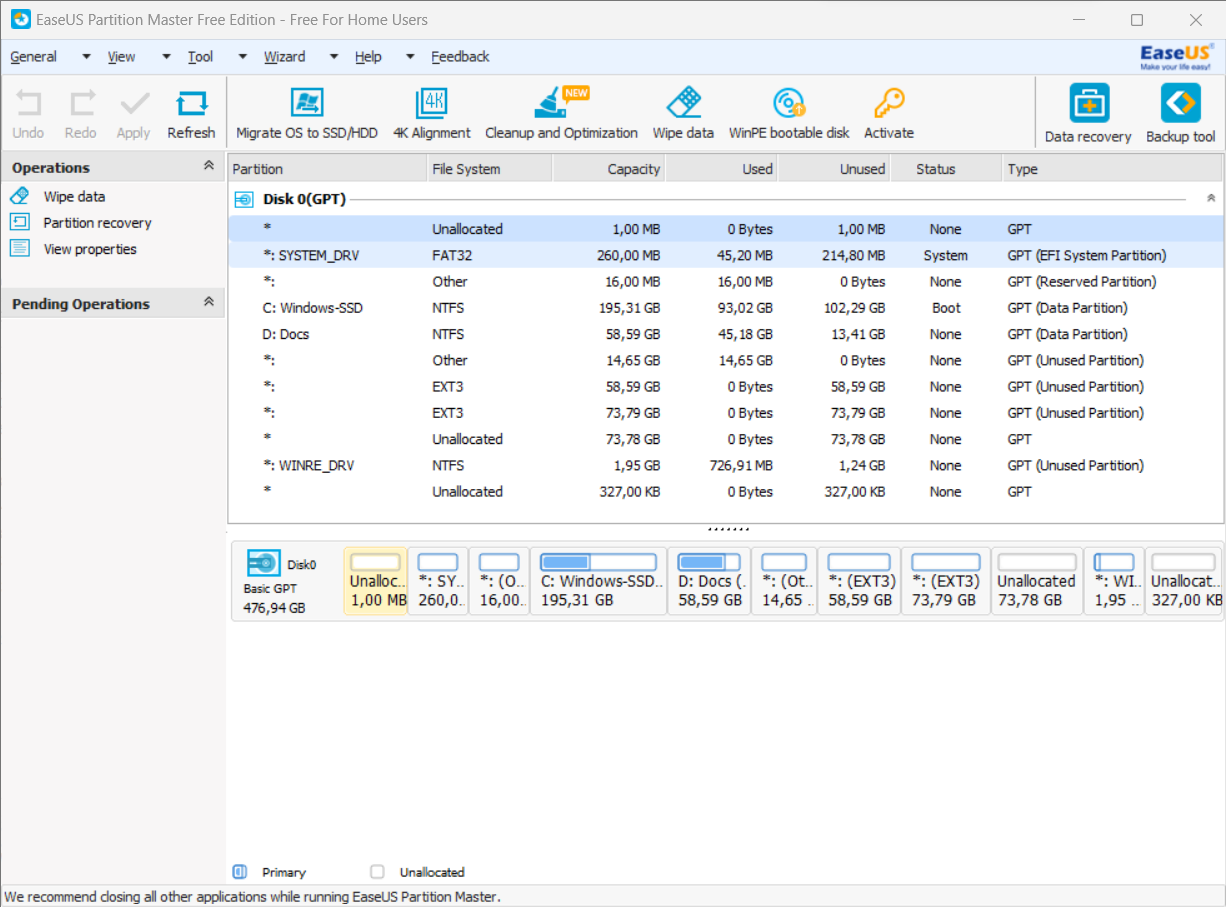 EaseUS Partition Master Free Edition - Free For Home Users
General View Tool Wizard Help Feedback
EaseUS®
Make your life easy!
Undo Redo Apply Refresh Migrate OS to SSD/HDD 4K 4K Alignment NEW Cleanup and Optimization Wipe data WinPE bootable disk Activate Data recovery Backup tool
Operations
Wipe data
Partition recovery
View properties
Pending Operations
Partition File System Capacity Used Unused Status Type
Disk 0(GPT)
* Unallocated 1,00 MB 0 Bytes 1,00 MB None GPT
*: SYSTEM_DRV FAT32 260,00 MB 45,20 MB 214,80 MB System GPT (EFI System Partition)
*: Other 16,00 MB 16,00 MB 0 Bytes None GPT (Reserved Partition)
C: Windows-SSD NTFS 195,31 GB 93,02 GB 102,29 GB Boot GPT (Data Partition)
D: Docs NTFS 58,59 GB 45,18 GB 13,41 GB None GPT (Data Partition)
*: Other 14,65 GB 14,65 GB 0 Bytes None GPT (Unused Partition)
*: EXT3 58,59 GB 0 Bytes 58,59 GB None GPT (Unused Partition)
*: EXT3 73,79 GB 0 Bytes 73,79 GB None GPT (Unused Partition)
* Unallocated 73,78 GB 0 Bytes 73,78 GB None GPT
*: WINRE_DRV NTFS 1,95 GB 726,91 MB 1,24 GB None GPT (Unused Partition)
* Unallocated 327,00 KB 0 Bytes 327,00 KB None GPT
Disk0
Basic GPT
476,94 GB
Unalloc..
1,00 MB
*: SY..
260,0..
*: (O..
16,00..
C: Windows-SSD..
195,31 GB
D: Docs (.
58,59 GB
*: (Ot..
14,65 ..
*: (EXT3)
58,59 GB
*: (EXT3)
73,79 GB
Unallocated
73,78 GB
*: WI..
1,95 ..
Unallocat..
327,00 KB
Primary Unallocated
We recommend closing all other applications while running EaseUS Partition Master.